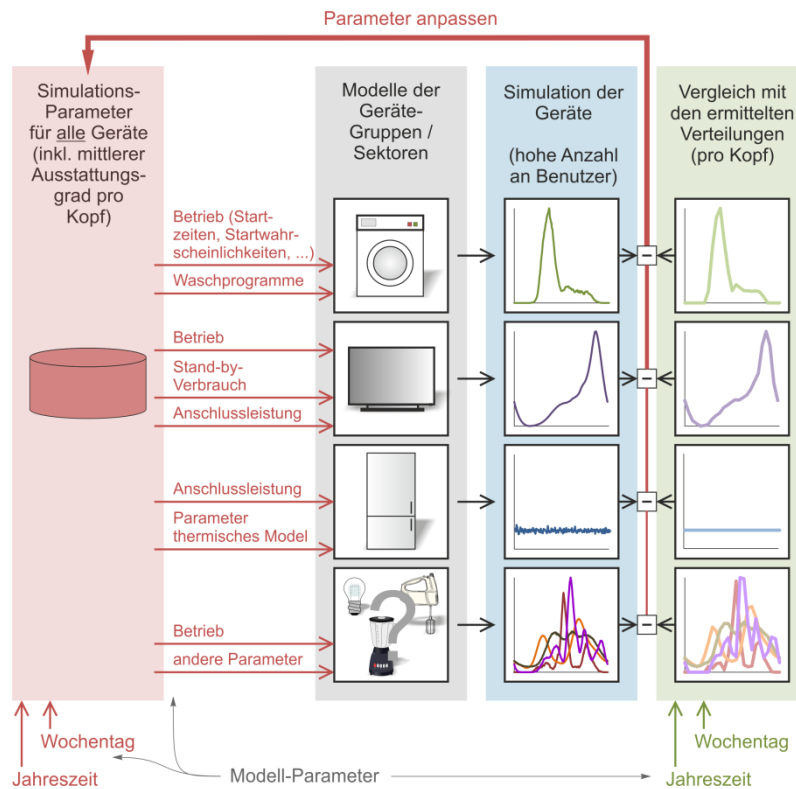 Parameter anpassen
Simulations-
Parameter
für alle Geräte
(inkl. mittlerer
Ausstattungs-
grad pro
Kopf)
Modelle der
Geräte-
Gruppen /
Sektoren
Simulation der
Geräte
(hohe Anzahl
an Benutzer)
Vergleich mit
den ermittelten
Verteilungen
(pro Kopf)
Betrieb (Start-
zeiten, Startwahr-
scheinlichkeiten, ...)
Waschprogramme
Betrieb
Stand-by-
Verbrauch
Anschlussleistung
Anschlussleistung
Parameter
thermisches Model
Betrieb
andere Parameter
?
Wochentag
Jahreszeit
Modell-Parameter
Wochentag
Jahreszeit